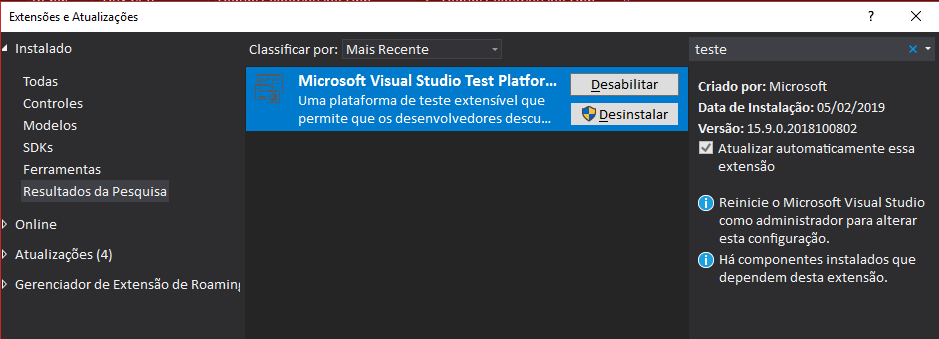 Extensões e Atualizações
Instalado
Todas
Controles
Modelos
SDKs
Ferramentas
Resultados da Pesquisa
Online
Atualizações (4)
Gerenciador de Extensão de Roaming
Classificar por: Mais Recente
Microsoft Visual Studio Test Platfor...
Uma plataforma de teste extensível que
permite que os desenvolvedores descu...
Desabilitar
Desinstalar
teste
Criado por: Microsoft
Data de Instalação: 05/02/2019
Versão: 15.9.0.2018100802
Atualizar automaticamente essa
extensão
Reinicie o Microsoft Visual Studio
como administrador para alterar
esta configuração.
Há componentes instalados que
dependem desta extensão.